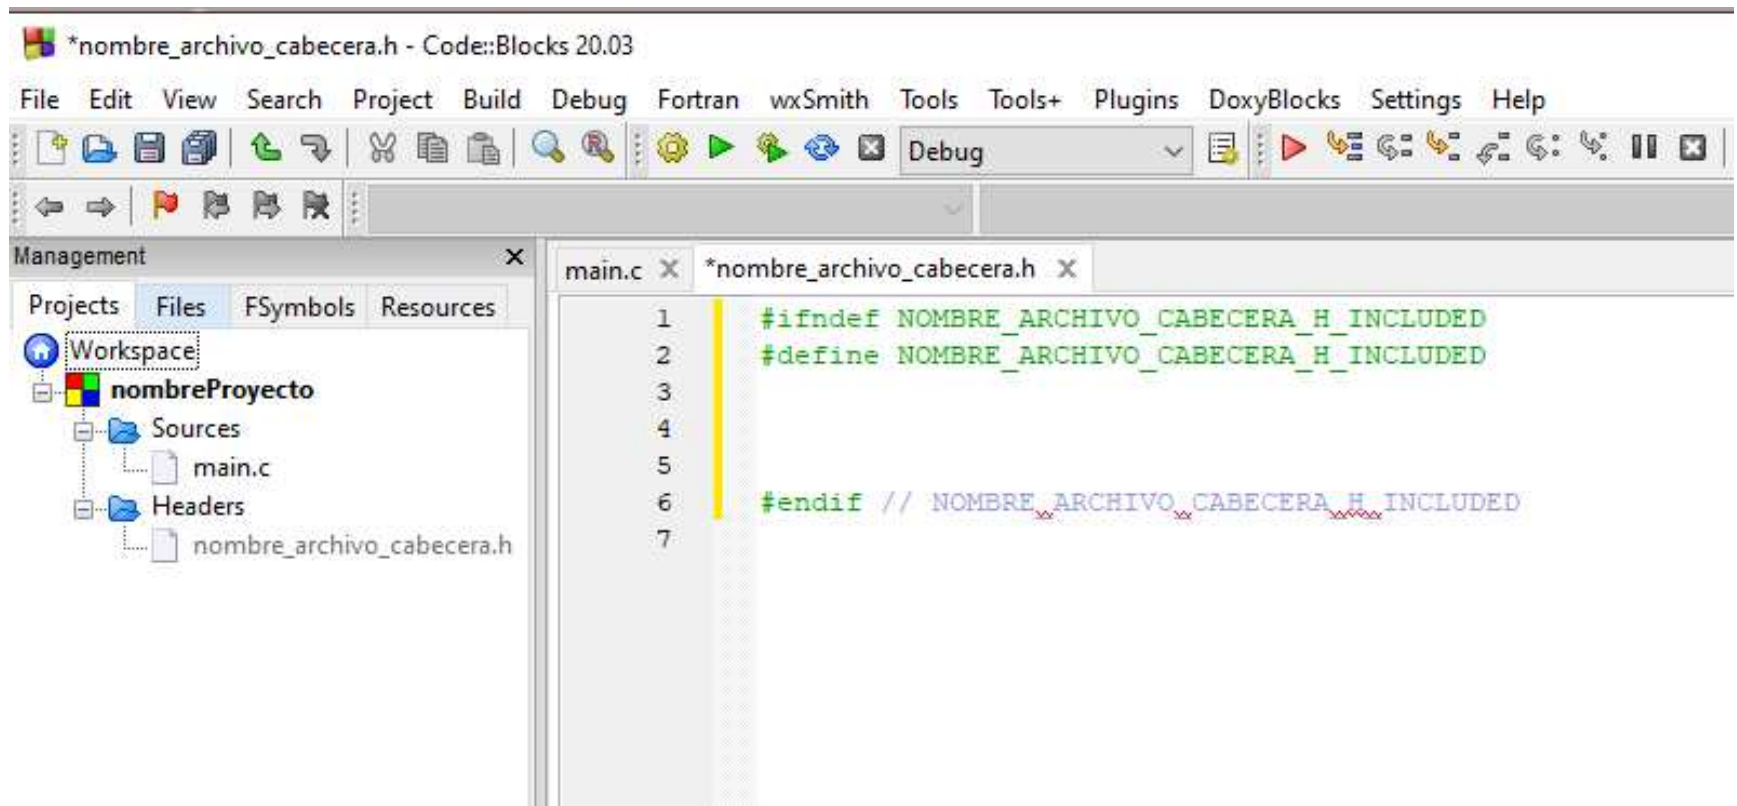 *nombre_archivo_cabecera.h - Code::Blocks 20.03
File Edit View Search Project Build Debug Fortran wxSmith Tools Tools+ Plugins DoxyBlocks Settings Help
Debug
Management
Projects Files FSymbols Resources
Workspace
nombreProyecto
Sources
main.c
Headers
nombre_archivo_cabecera.h
main.c *nombre_archivo_cabecera.h
1 #ifndef NOMBRE_ARCHIVO_CABECERA_H_INCLUDED
2 #define NOMBRE_ARCHIVO_CABECERA_H_INCLUDED
3
4
5
6 #endif // NOMBRE_ARCHIVO_CABECERA_H_INCLUDED
7